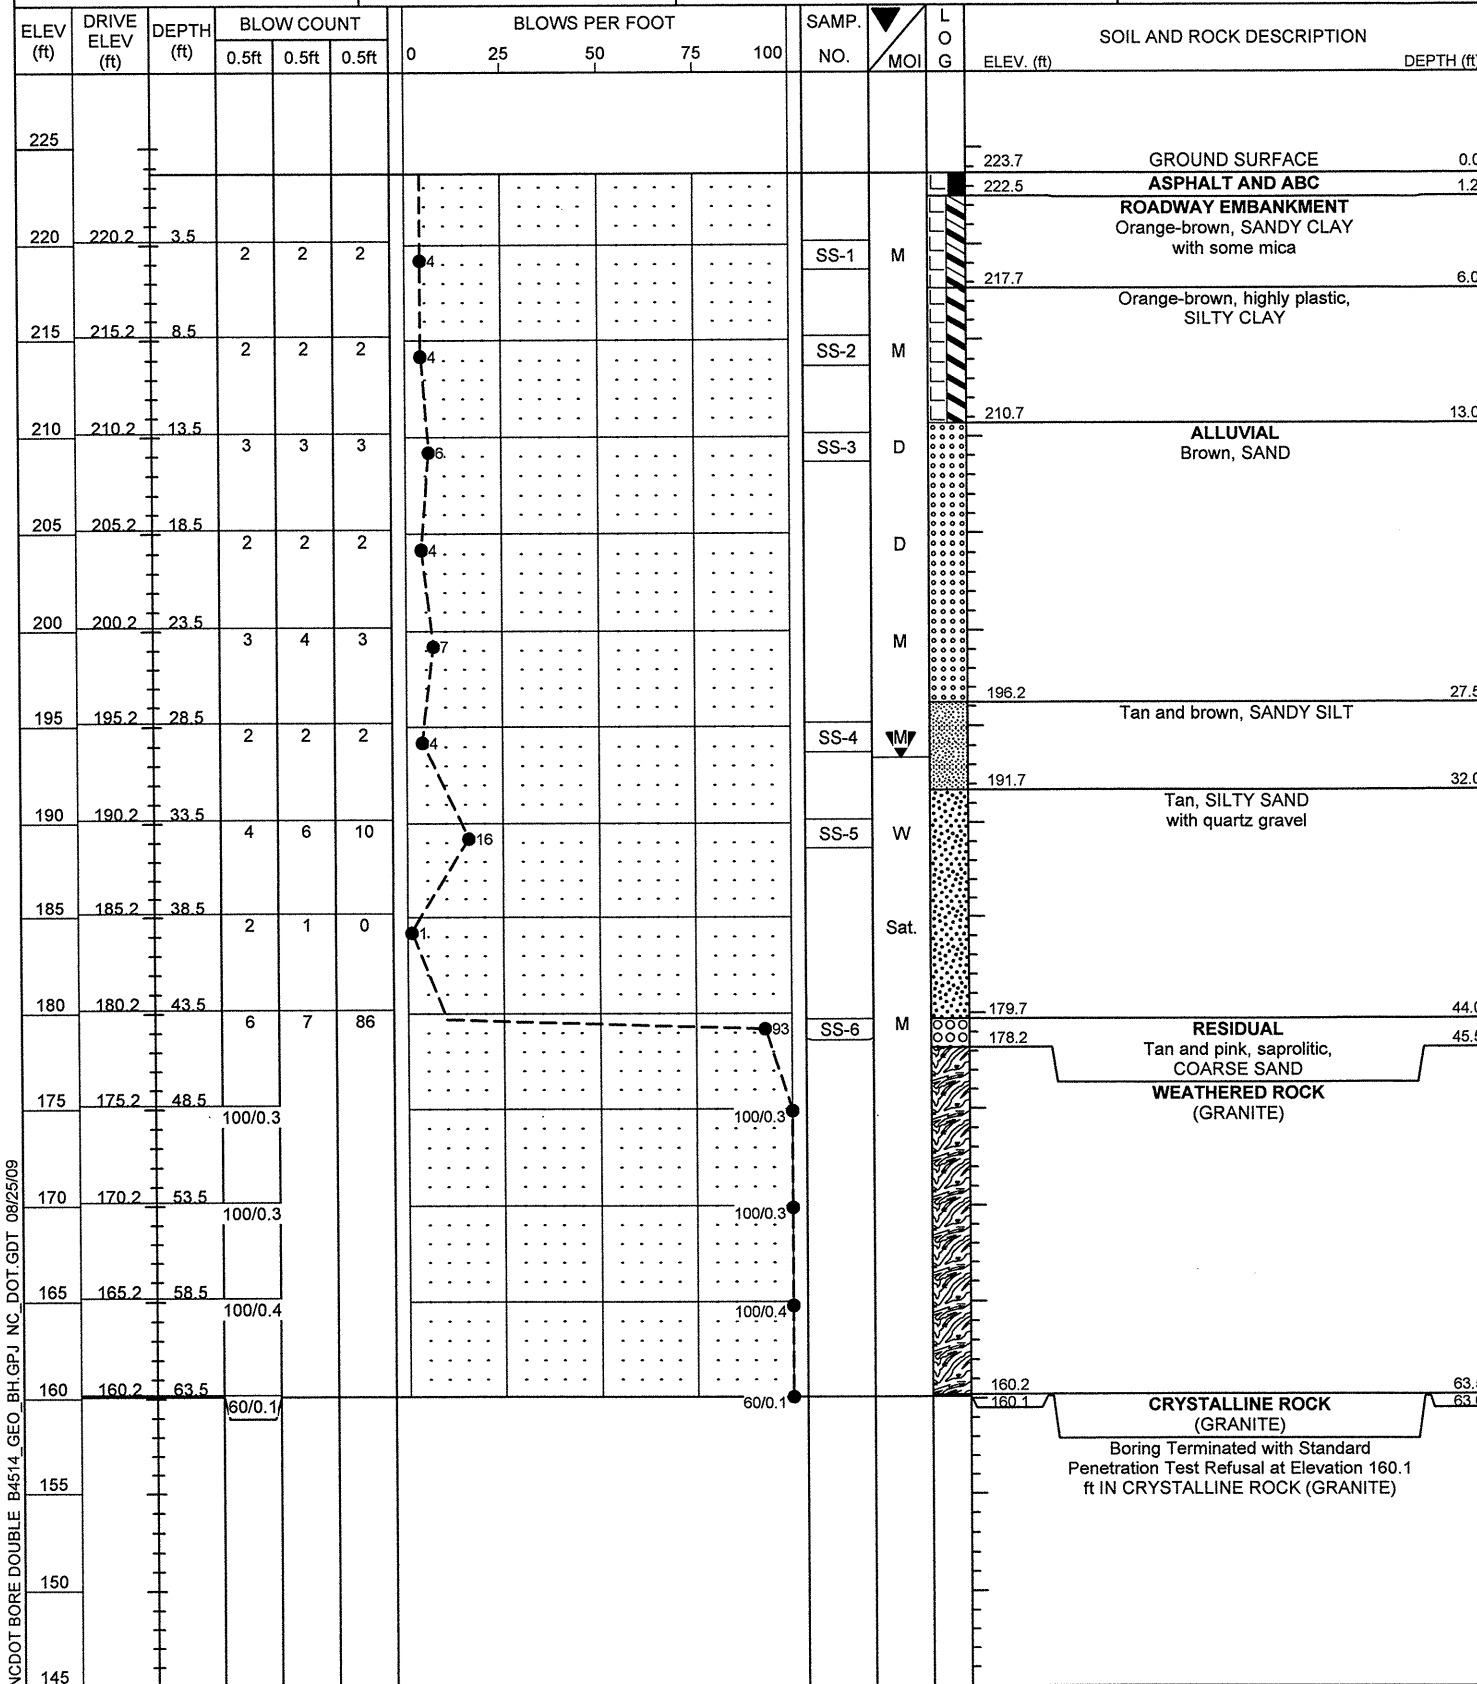 ELEV (ft) DRIVE ELEV (ft) DEPTH (ft) BLOW COUNT BLOWS PER FOOT SAMP. NO. MOI LOG SOIL AND ROCK DESCRIPTION
0.5ft 0.5ft 0.5ft 0 25 50 75 100 ELEV. (ft) DEPTH (ft)
225
223.7 GROUND SURFACE 0.0
222.5 ASPHALT AND ABC 1.2
ROADWAY EMBANKMENT
Orange-brown, SANDY CLAY
with some mica
220 220.2 3.5
2 2 2 4 SS-1 M
217.7 6.0
Orange-brown, highly plastic,
SILTY CLAY
215 215.2 8.5
2 2 2 4 SS-2 M
210.7 13.0
ALLUVIAL
Brown, SAND
210 210.2 13.5
3 3 3 6 SS-3 D
205 205.2 18.5
2 2 2 4 D
200 200.2 23.5
3 4 3 7 M
196.2 27.5
Tan and brown, SANDY SILT
195 195.2 28.5
2 2 2 4 SS-4 M
191.7 32.0
Tan, SILTY SAND
with quartz gravel
190 190.2 33.5
4 6 10 16 SS-5 W
185 185.2 38.5
2 1 0 1 Sat.
180 180.2 43.5
179.7 44.0
6 7 86 93 SS-6 M
RESIDUAL
178.2 45.5
Tan and pink, saprolitic,
COARSE SAND
WEATHERED ROCK
(GRANITE)
175 175.2 48.5
100/0.3 100/0.3
170 170.2 53.5
100/0.3 100/0.3
165 165.2 58.5
100/0.4 100/0.4
160 160.2 63.5
60/0.1 60/0.1
160.2
160.1 CRYSTALLINE ROCK
(GRANITE)
Boring Terminated with Standard
Penetration Test Refusal at Elevation 160.1
ft IN CRYSTALLINE ROCK (GRANITE)
155
150
145
NCDOT BORE DOUBLE B4514_GEO_BH.GPJ NC_DOT.GDT 08/25/09